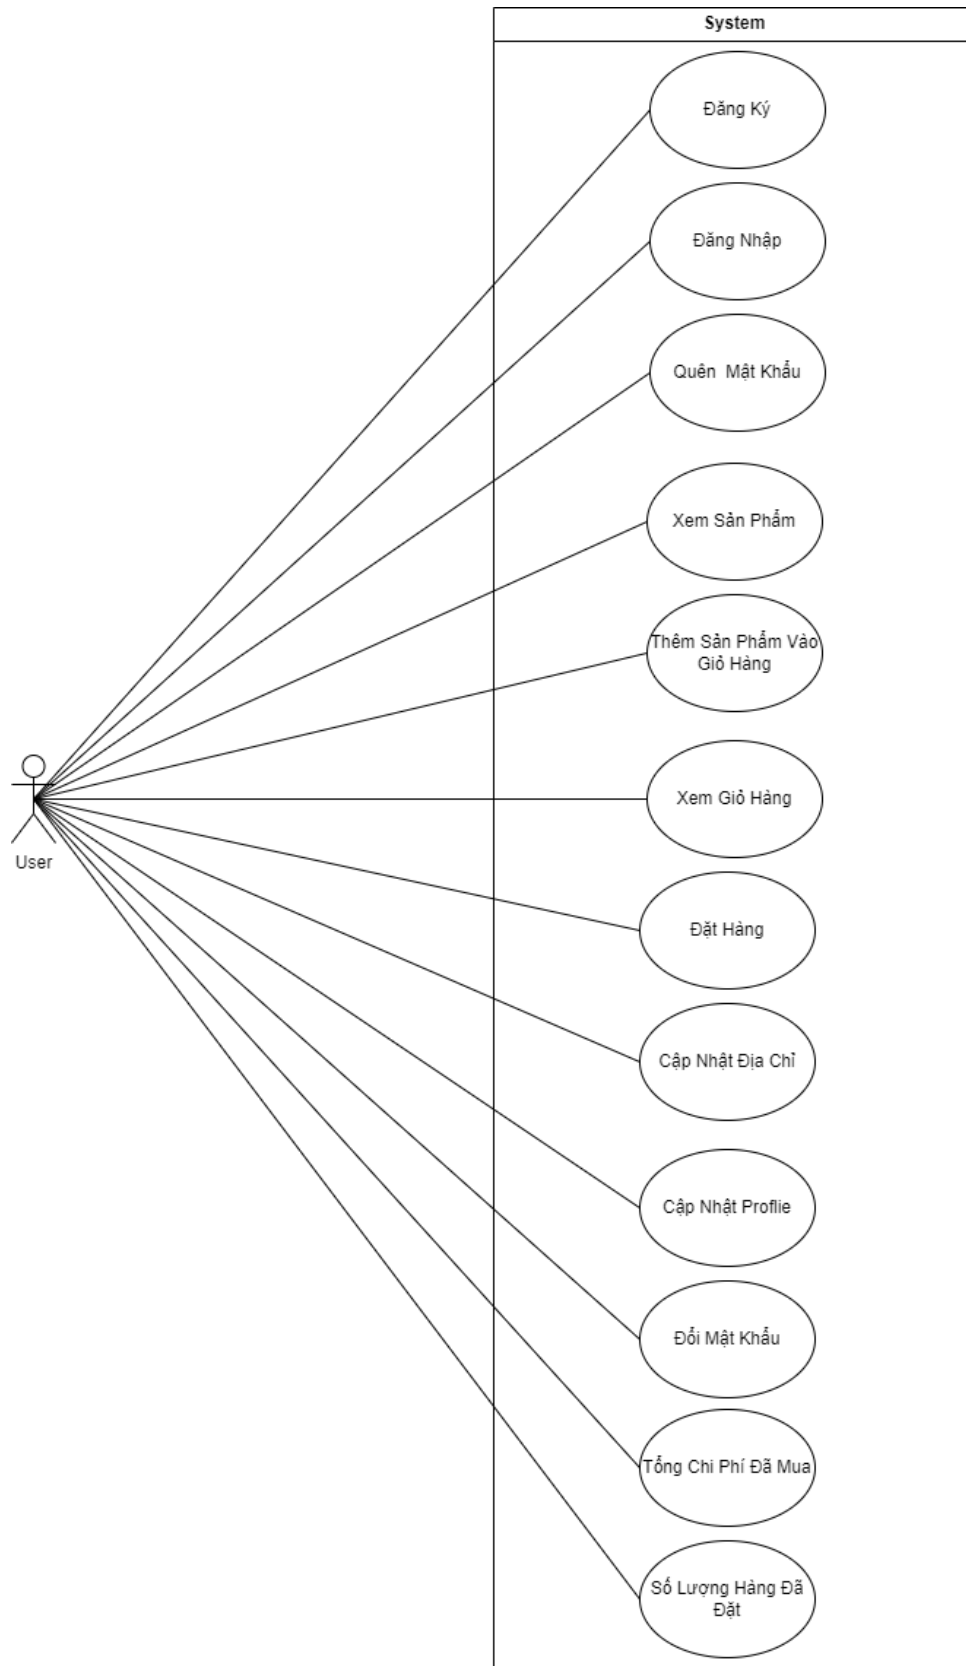 System
Đăng Ký
Đăng Nhập
Quên  Mật Khẩu
Xem Sản Phẩm
Thêm Sản Phẩm Vào
Giỏ Hàng
Xem Giỏ Hàng
User
Đặt Hàng
Cập Nhật Địa Chỉ
Cập Nhật Proflie
Đổi Mật Khẩu
Tổng Chi Phí Đã Mua
Số Lượng Hàng Đã
Đặt